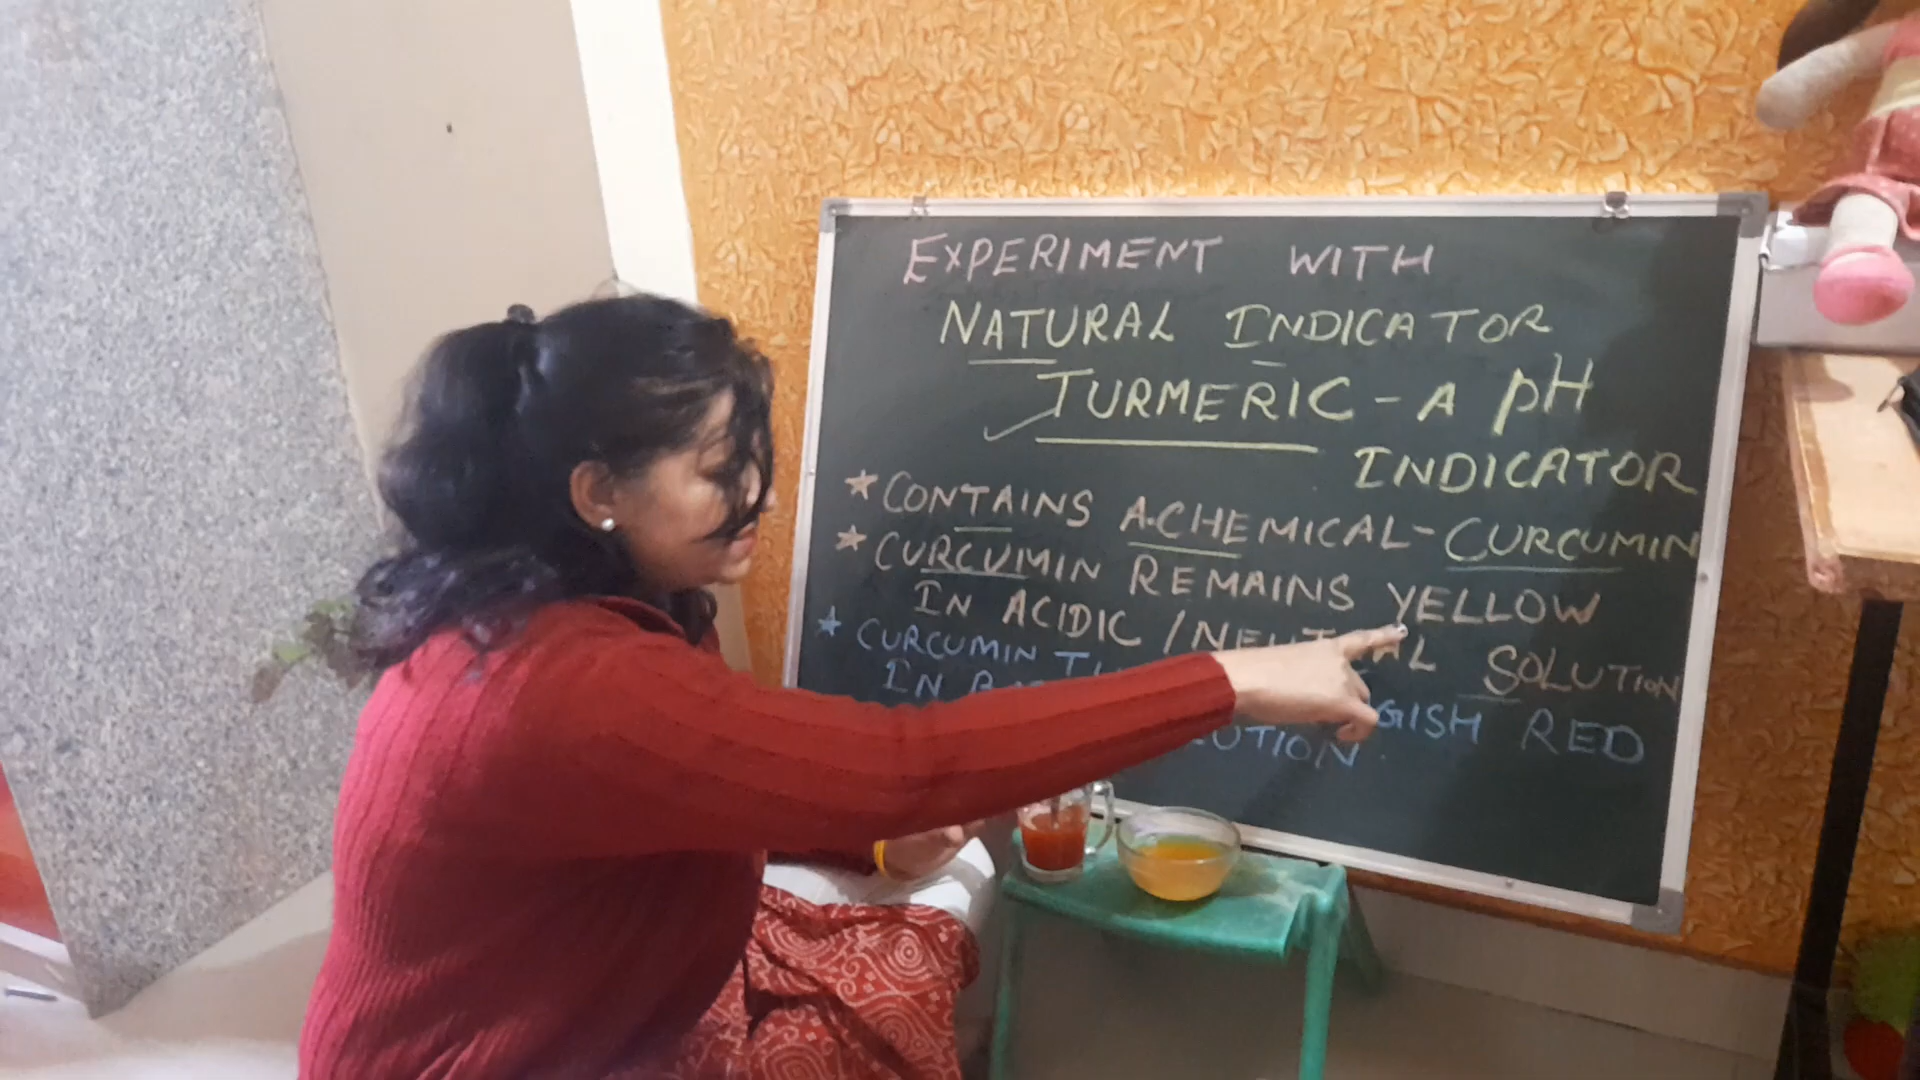 EXPERIMENT WITH
NATURAL INDICATOR
TURMERIC - A pH
INDICATOR
* CONTAINS A CHEMICAL - CURCUMIN
* CURCUMIN REMAINS YELLOW
IN ACIDIC / SOLUTION
* CURCUMIN RED
IN